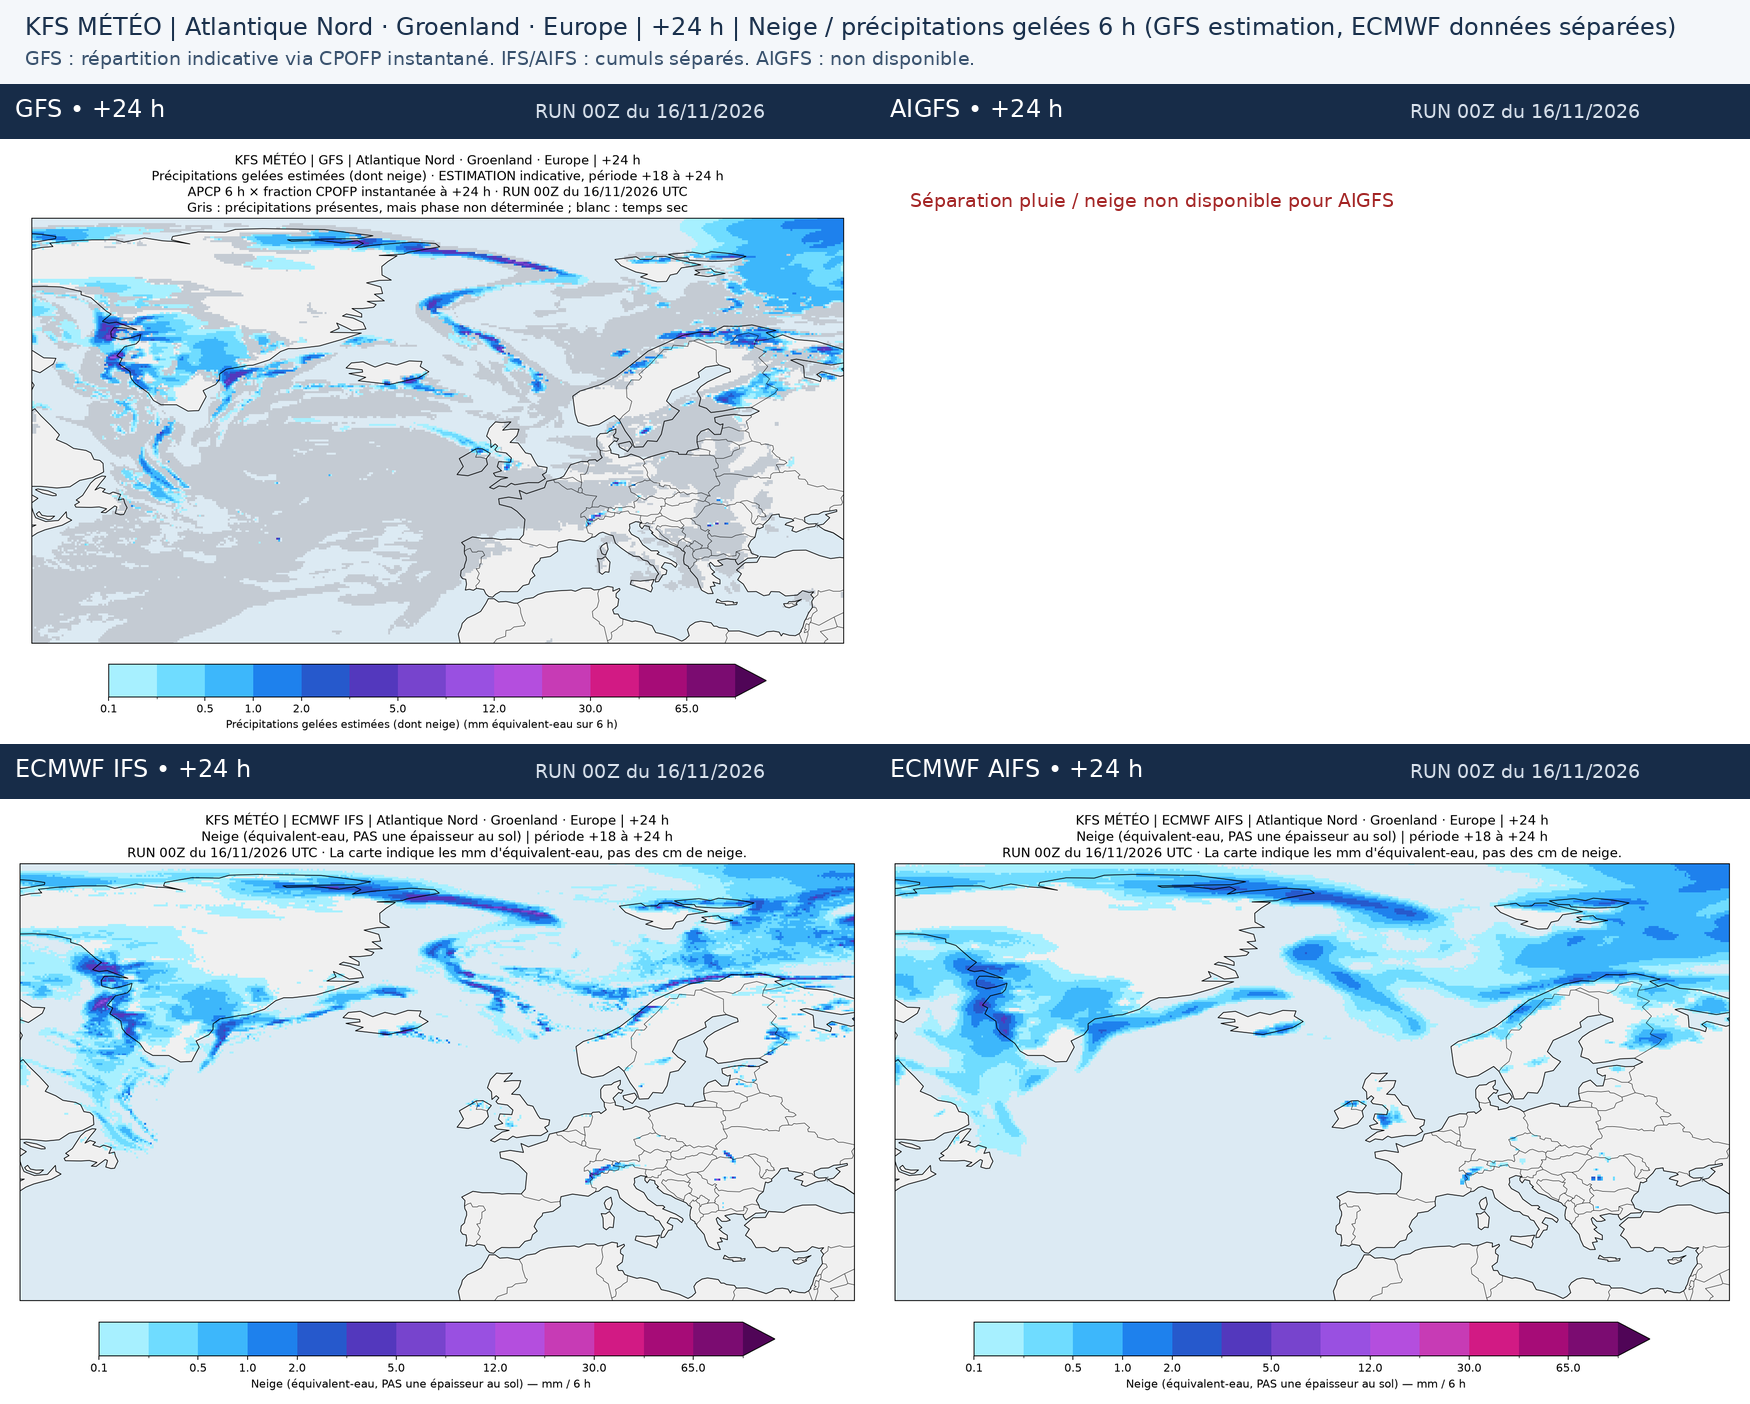 KFS MÉTÉO | Atlantique Nord · Groenland · Europe | +24 h | Neige / précipitations gelées 6 h (GFS estimation, ECMWF données séparées)
GFS : répartition indicative via CPOFP instantané. IFS/AIFS : cumuls séparés. AIGFS : non disponible.
GFS • +24 h
RUN 00Z du 16/11/2026
AIGFS • +24 h
RUN 00Z du 16/11/2026
KFS MÉTÉO | GFS | Atlantique Nord · Groenland · Europe | +24 h
Précipitations gelées estimées (dont neige) · ESTIMATION indicative, période +18 à +24 h
APCP 6 h × fraction CPOFP instantanée à +24 h · RUN 00Z du 16/11/2026 UTC
Gris : précipitations présentes, mais phase non déterminée ; blanc : temps sec
0.1 0.5 1.0 2.0 5.0 12.0 30.0 65.0
Précipitations gelées estimées (dont neige) (mm équivalent-eau sur 6 h)
Séparation pluie / neige non disponible pour AIGFS
ECMWF IFS • +24 h
RUN 00Z du 16/11/2026
ECMWF AIFS • +24 h
RUN 00Z du 16/11/2026
KFS MÉTÉO | ECMWF IFS | Atlantique Nord · Groenland · Europe | +24 h
Neige (équivalent-eau, PAS une épaisseur au sol) | période +18 à +24 h
RUN 00Z du 16/11/2026 UTC · La carte indique les mm d'équivalent-eau, pas des cm de neige.
0.1 0.5 1.0 2.0 5.0 12.0 30.0 65.0
Neige (équivalent-eau, PAS une épaisseur au sol) — mm / 6 h
KFS MÉTÉO | ECMWF AIFS | Atlantique Nord · Groenland · Europe | +24 h
Neige (équivalent-eau, PAS une épaisseur au sol) | période +18 à +24 h
RUN 00Z du 16/11/2026 UTC · La carte indique les mm d'équivalent-eau, pas des cm de neige.
0.1 0.5 1.0 2.0 5.0 12.0 30.0 65.0
Neige (équivalent-eau, PAS une épaisseur au sol) — mm / 6 h